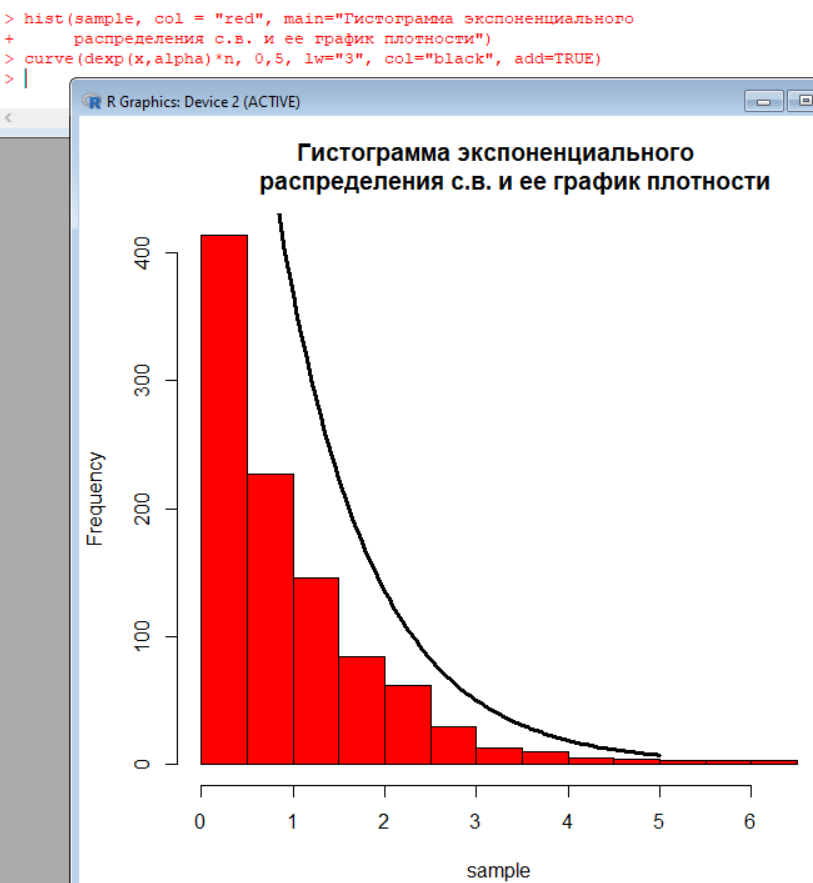 > hist(sample, col = "red", main="Гистограмма экспоненциального
+      распределения с.в. и ее график плотности")
> curve(dexp(x,alpha)*n, 0,5, lw="3", col="black", add=TRUE)
>
R Graphics: Device 2 (ACTIVE)
Гистограмма экспоненциального
распределения с.в. и ее график плотности
400
300
200
100
0
Frequency
0 1 2 3 4 5 6
sample